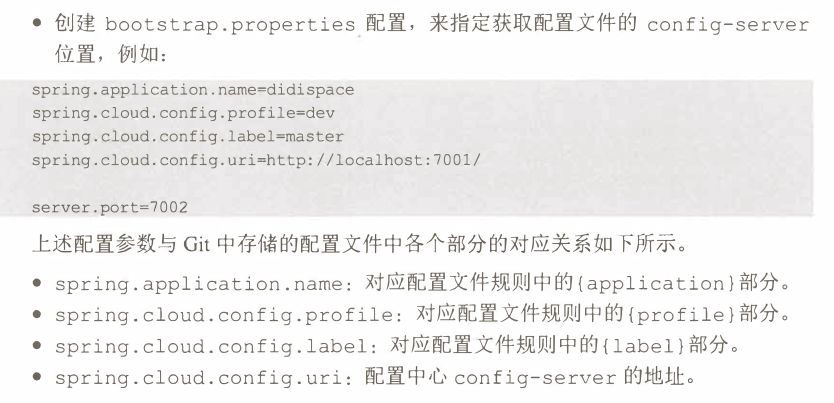 ● 创建 bootstrap.properties 配置，来指定获取配置文件的 config-server
位置，例如：
spring.application.name=didispace
spring.cloud.config.profile=dev
spring.cloud.config.label=master
spring.cloud.config.uri=http://localhost:7001/
server.port=7002
上述配置参数与 Git 中存储的配置文件中各个部分的对应关系如下所示。
● spring.application.name：对应配置文件规则中的{application}部分。
● spring.cloud.config.profile：对应配置文件规则中的{profile}部分。
● spring.cloud.config.label：对应配置文件规则中的{label}部分。
● spring.cloud.config.uri：配置中心 config-server 的地址。